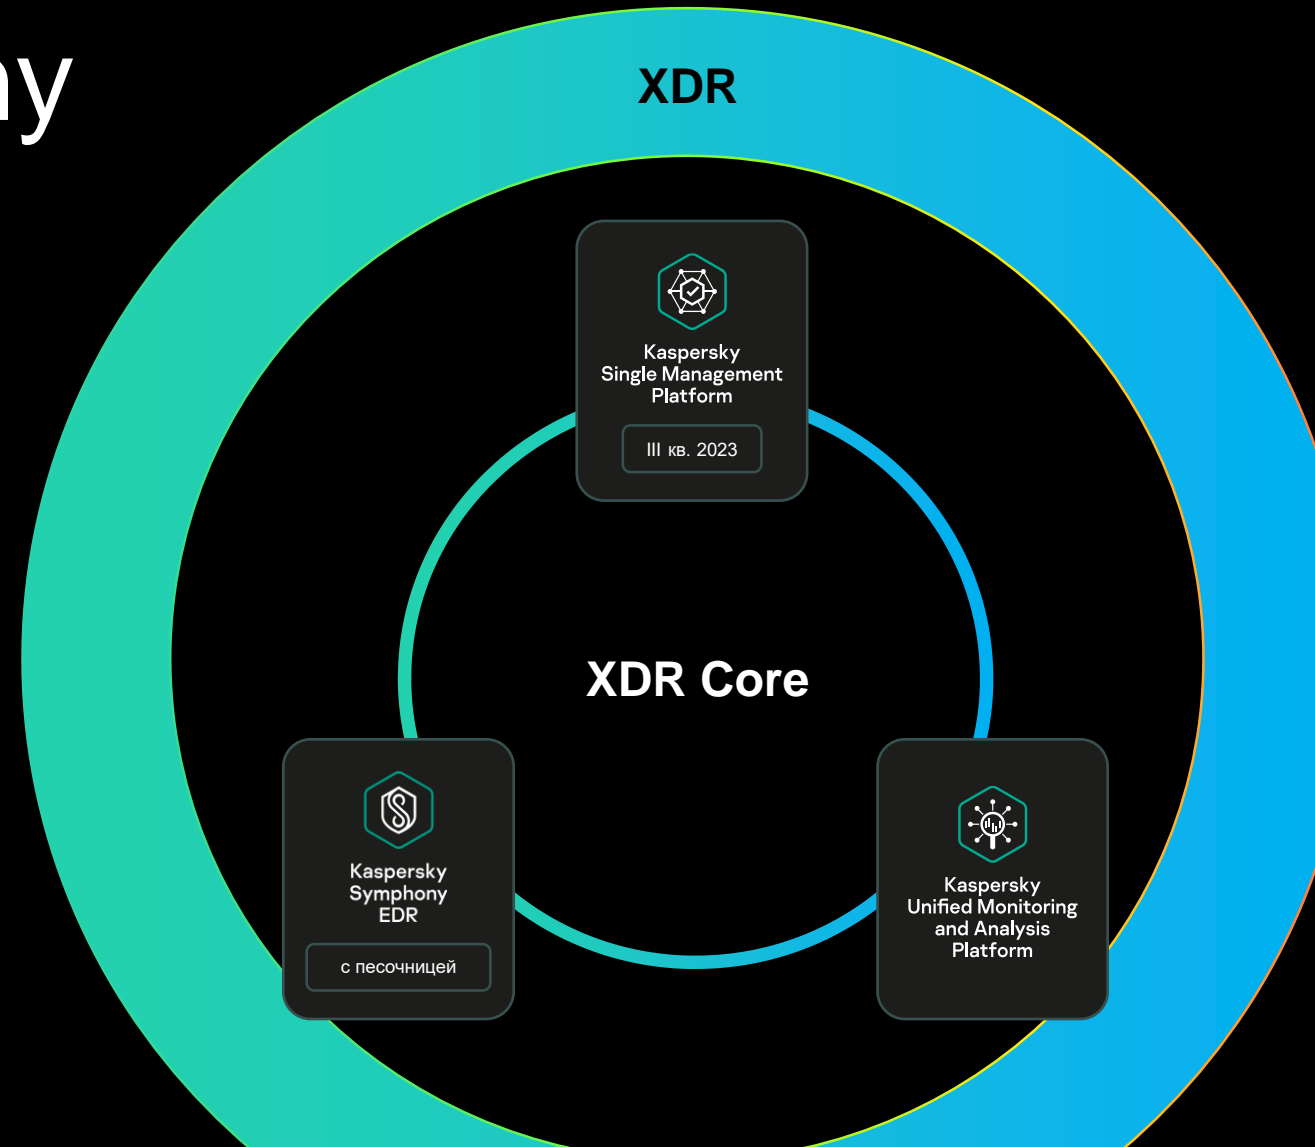 ny
XDR
Kaspersky
Single Management
Platform
III кв. 2023
XDR Core
Kaspersky
Symphony
EDR
с песочницей
Kaspersky
Unified Monitoring
and Analysis
Platform